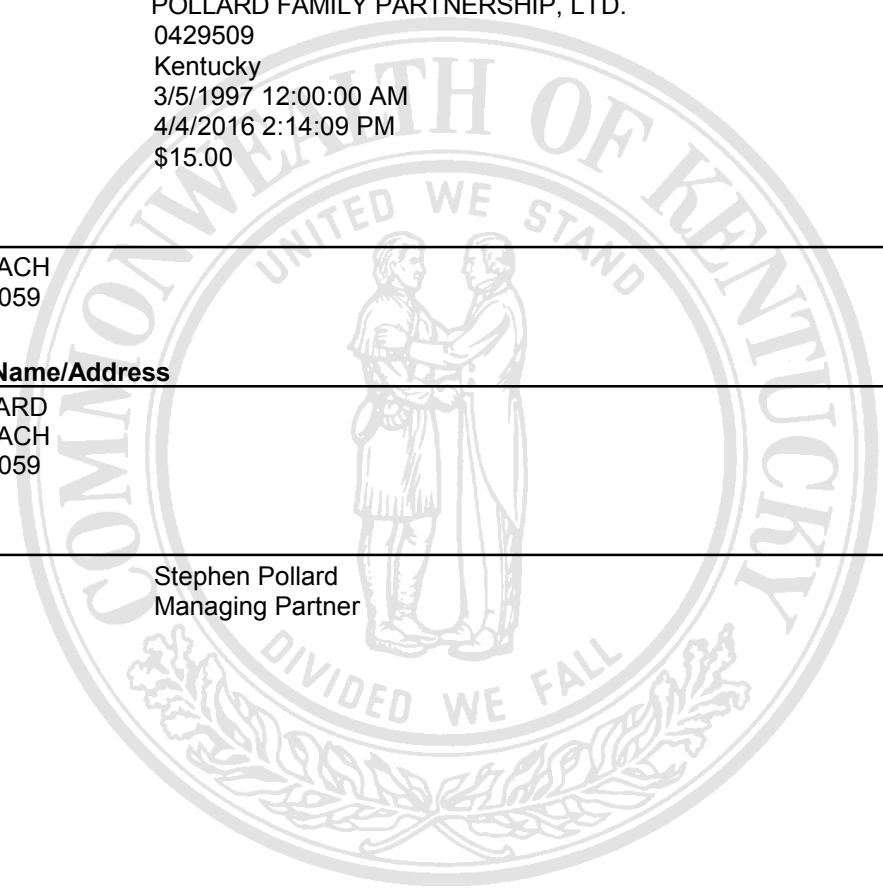 POLLARD FAMILY PARTNERSHIP, LTD.
0429509
Kentucky
3/5/1997 12:00:00 AM
4/4/2016 2:14:09 PM
$15.00
COMMONWEALTH OF KENTUCKY
UNITED WE STAND
ACH
059
Name/Address
ARD
ACH
059
Stephen Pollard
Managing Partner
DIVIDED WE FALL